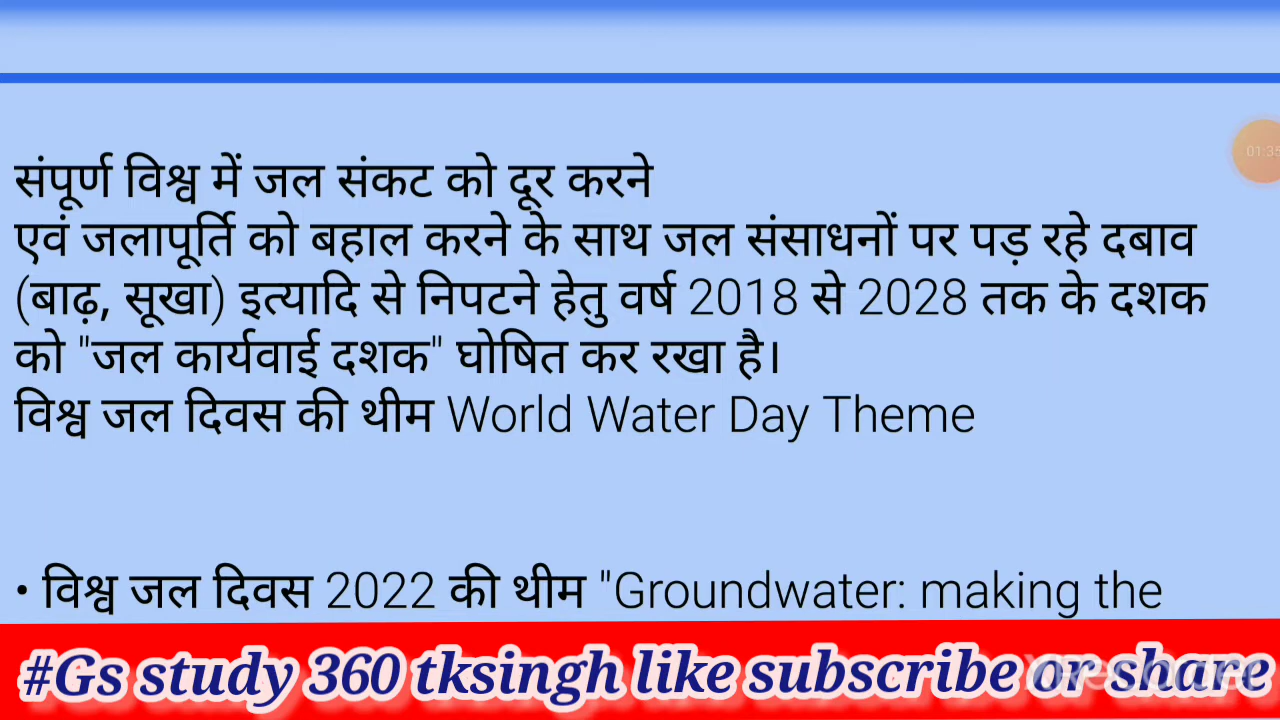 01:35
संपूर्ण विश्व में जल संकट को दूर करने
एवं जलापूर्ति को बहाल करने के साथ जल संसाधनों पर पड़ रहे दबाव
(बाढ़, सूखा) इत्यादि से निपटने हेतु वर्ष 2018 से 2028 तक के दशक
को "जल कार्यवाई दशक" घोषित कर रखा है।
विश्व जल दिवस की थीम World Water Day Theme
• विश्व जल दिवस 2022 की थीम "Groundwater: making the
#Gs study 360 tksingh like subscribe or share